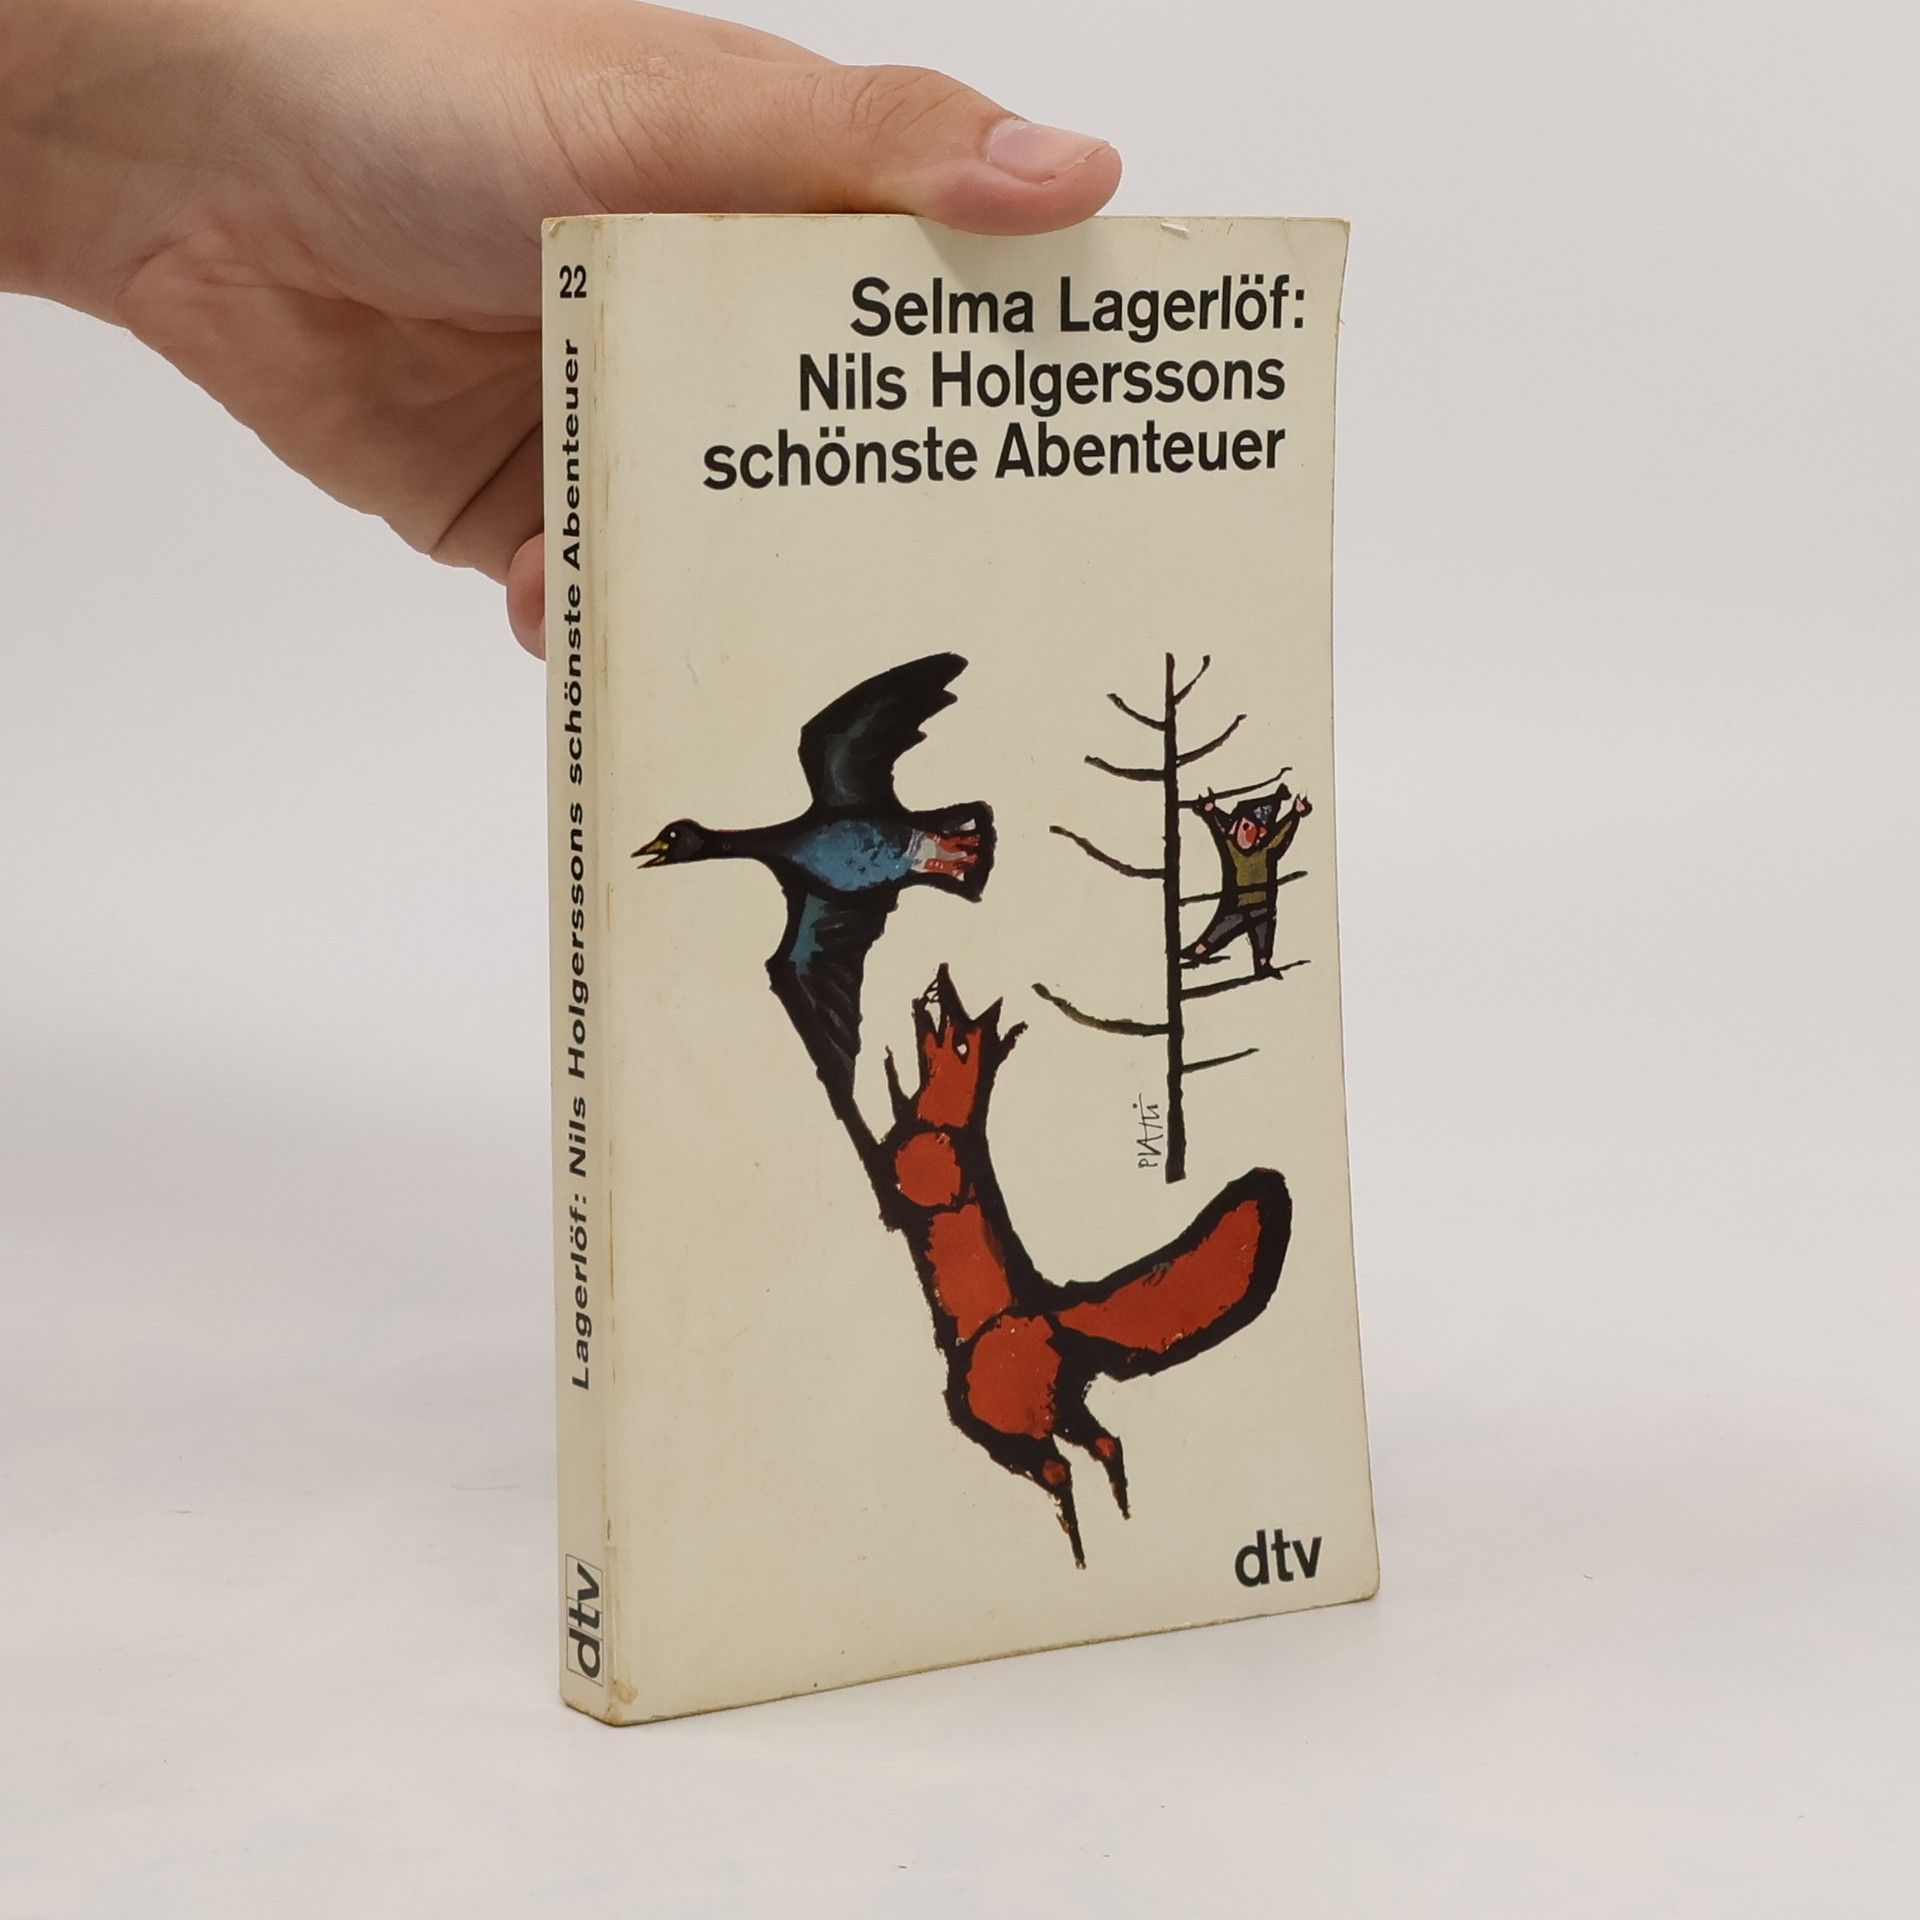 22
Lagerlöf: Nils Holgerssons schönste Abenteuer
dtv
Selma Lagerlöf:
Nils Holgerssons
schönste Abenteuer
dtv